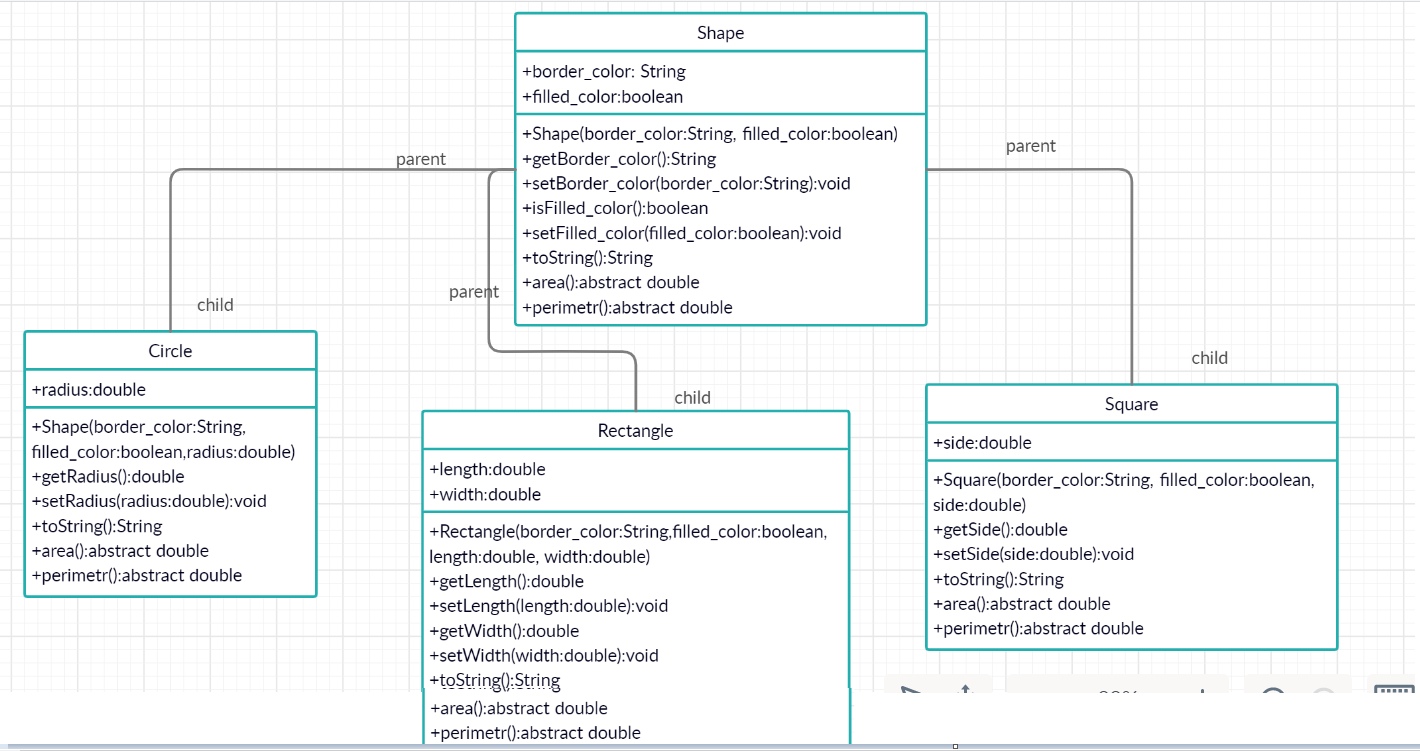 Shape
+border_color: String
+filled_color:boolean
+Shape(border_color:String, filled_color:boolean)
+getBorder_color():String
+setBorder_color(border_color:String):void
+isFilled_color():boolean
+setFilled_color(filled_color:boolean):void
+toString():String
+area():abstract double
+perimetr():abstract double
parent
parent
parent
child
child
child
Circle
+radius:double
+Shape(border_color:String,
filled_color:boolean,radius:double)
+getRadius():double
+setRadius(radius:double):void
+toString():String
+area():abstract double
+perimetr():abstract double
Rectangle
+length:double
+width:double
+Rectangle(border_color:String,filled_color:boolean,
length:double, width:double)
+getLength():double
+setLength(length:double):void
+getWidth():double
+setWidth(width:double):void
+toString():String
+area():abstract double
+perimetr():abstract double
Square
+side:double
+Square(border_color:String, filled_color:boolean,
side:double)
+getSide():double
+setSide(side:double):void
+toString():String
+area():abstract double
+perimetr():abstract double